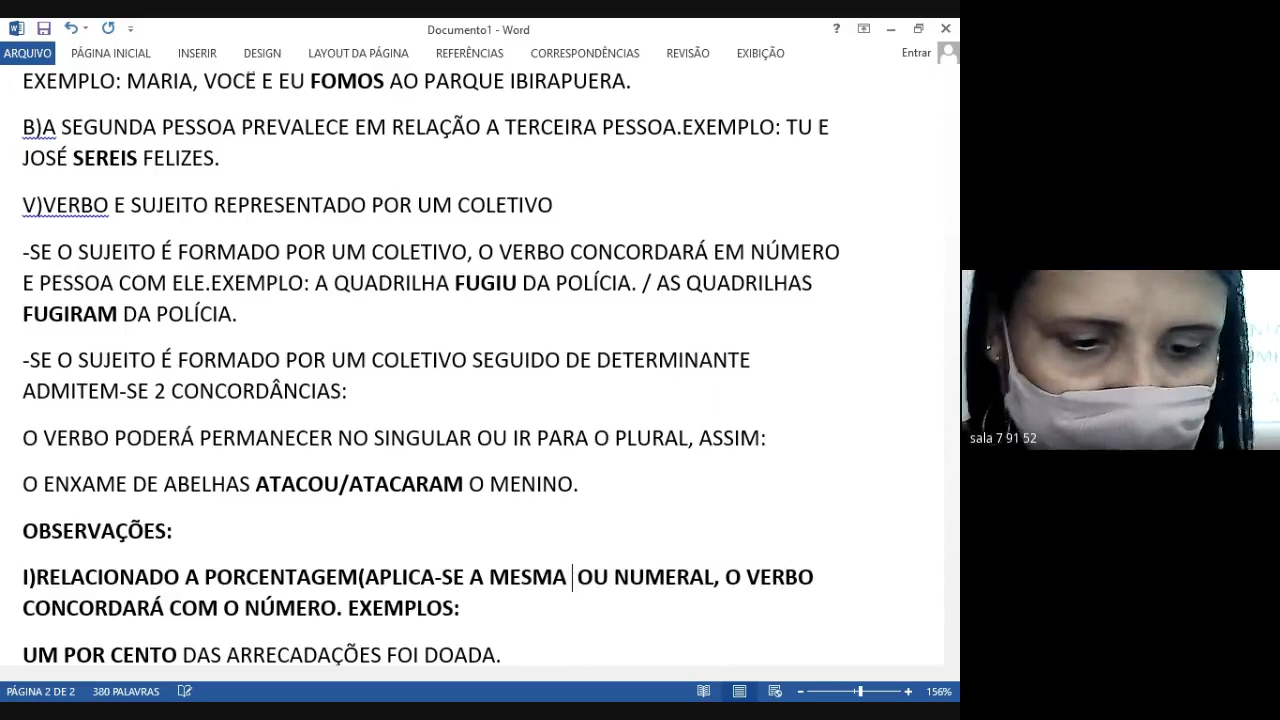 Documento1 - Word
?
ARQUIVO PÁGINA INICIAL INSERIR DESIGN LAYOUT DA PÁGINA REFERÊNCIAS CORRESPONDÊNCIAS REVISÃO EXIBIÇÃO Entrar
EXEMPLO: MARIA, VOCÊ E EU FOMOS AO PARQUE IBIRAPUERA.
B)A SEGUNDA PESSOA PREVALECE EM RELAÇÃO A TERCEIRA PESSOA.EXEMPLO: TU E
JOSÉ SEREIS FELIZES.
V)VERBO E SUJEITO REPRESENTADO POR UM COLETIVO
-SE O SUJEITO É FORMADO POR UM COLETIVO, O VERBO CONCORDARÁ EM NÚMERO
E PESSOA COM ELE.EXEMPLO: A QUADRILHA FUGIU DA POLÍCIA. / AS QUADRILHAS
FUGIRAM DA POLÍCIA.
-SE O SUJEITO É FORMADO POR UM COLETIVO SEGUIDO DE DETERMINANTE
ADMITEM-SE 2 CONCORDÂNCIAS:
O VERBO PODERÁ PERMANECER NO SINGULAR OU IR PARA O PLURAL, ASSIM:
O ENXAME DE ABELHAS ATACOU/ATACARAM O MENINO.
OBSERVAÇÕES:
I)RELACIONADO A PORCENTAGEM(APLICA-SE A MESMA OU NUMERAL, O VERBO
CONCORDARÁ COM O NÚMERO. EXEMPLOS:
UM POR CENTO DAS ARRECADAÇÕES FOI DOADA.
PÁGINA 2 DE 2 380 PALAVRAS 156%
sala 7 91 52